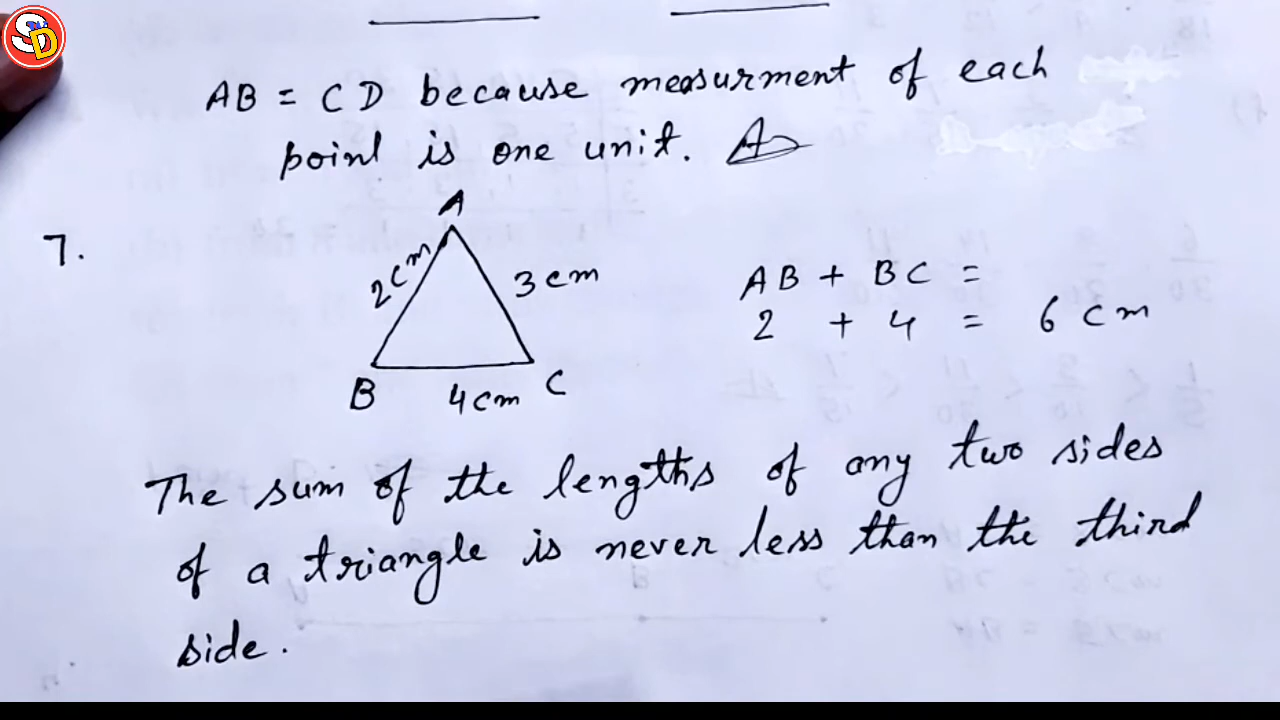 SD
AB = CD because measurment of each
point is one unit.
7.
A
2cm
3cm
B
4cm
C
AB + BC =
2 + 4 = 6 cm
The sum of the lengths of any two sides
of a triangle is never less than the third
side.